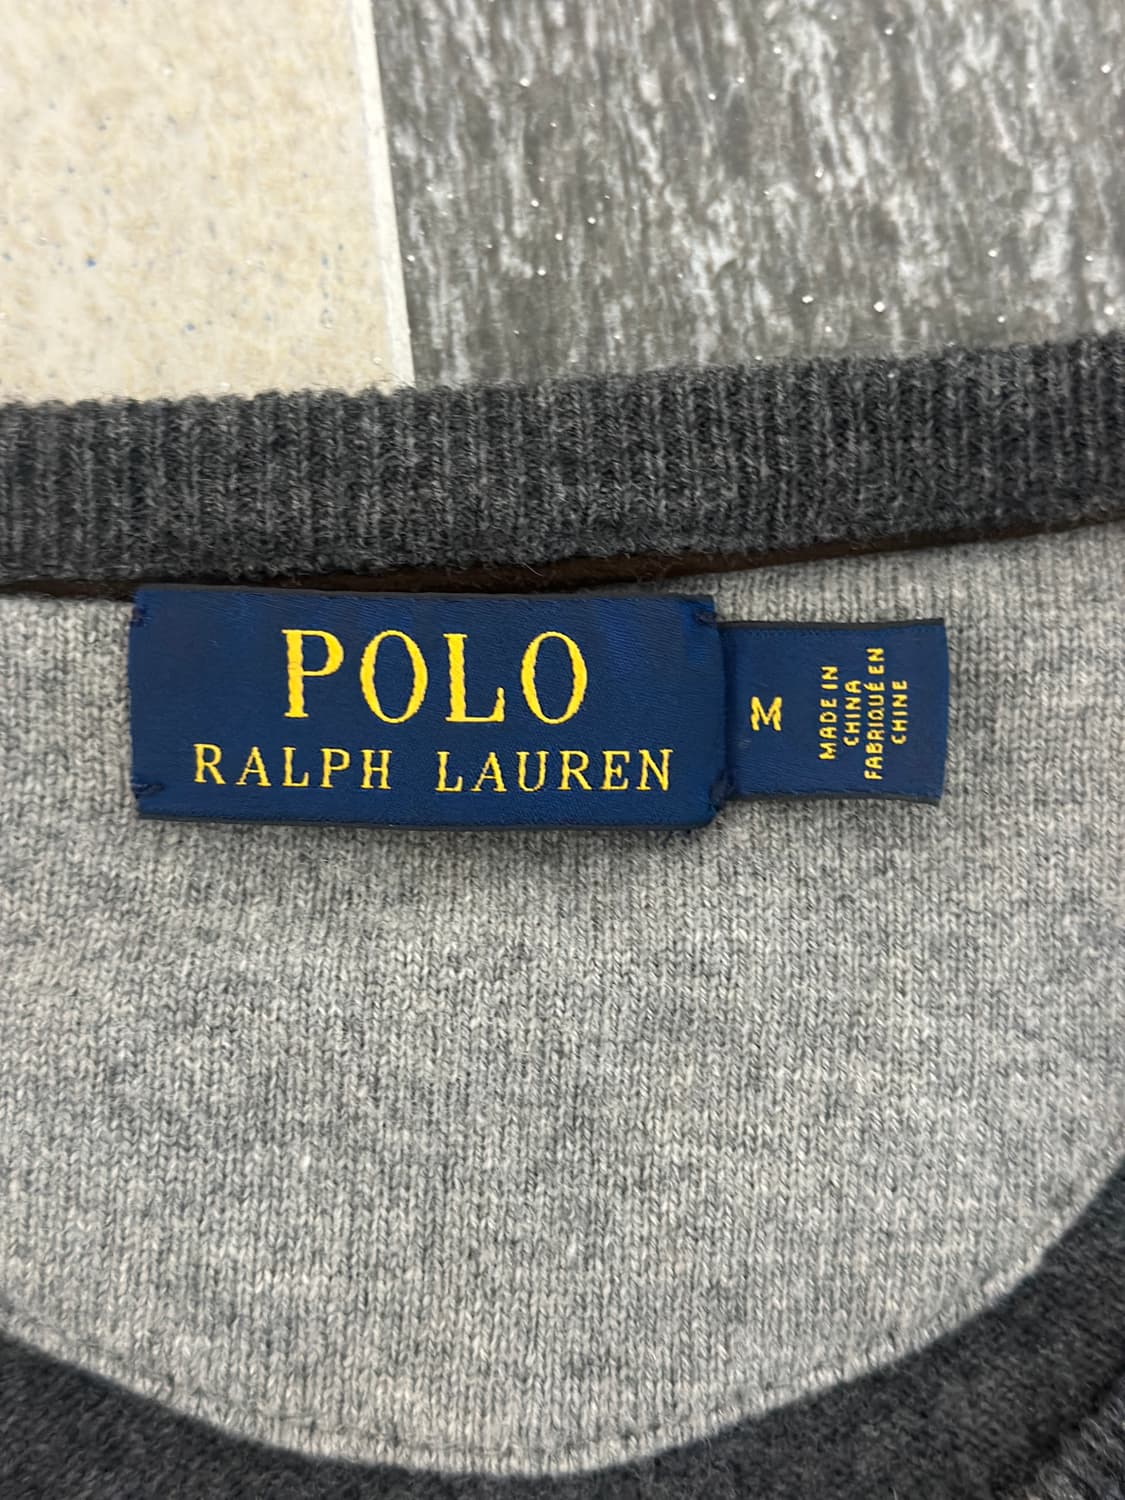 POLO
RALPH LAUREN
M
MADE IN
CHINA
FABRIQUÉ EN
CHINE